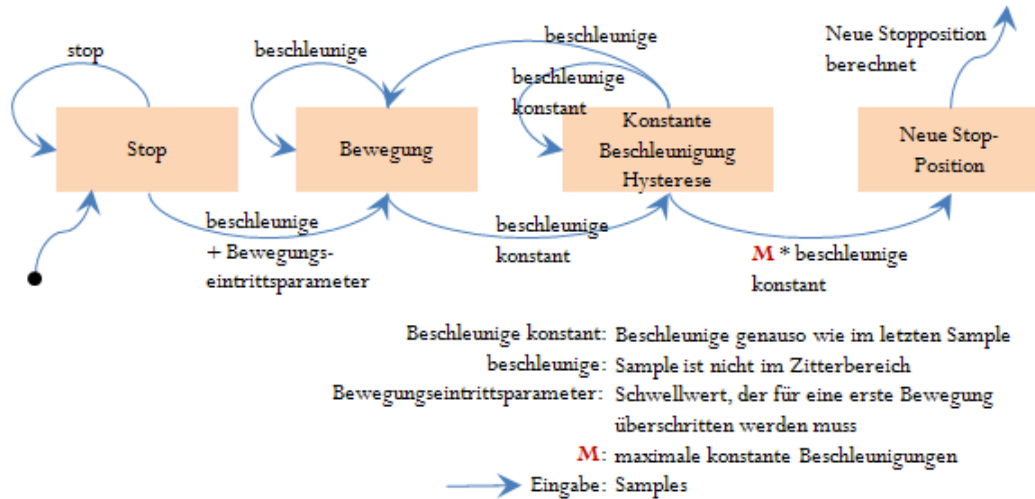 stop
beschleunige
beschleunige
beschleunige
konstant
Neue Stopposition
berechnet
Stop
Bewegung
Konstante
Beschleunigung
Hysterese
Neue Stop-
Position
beschleunige
+ Bewegungs-
eintrittsparameter
beschleunige
konstant
M * beschleunige
konstant
Beschleunige konstant: Beschleunige genauso wie im letzten Sample
beschleunige: Sample ist nicht im Zitterbereich
Bewegungseintrittsparameter: Schwellwert, der für eine erste Bewegung
überschritten werden muss
M: maximale konstante Beschleunigungen
Eingabe: Samples